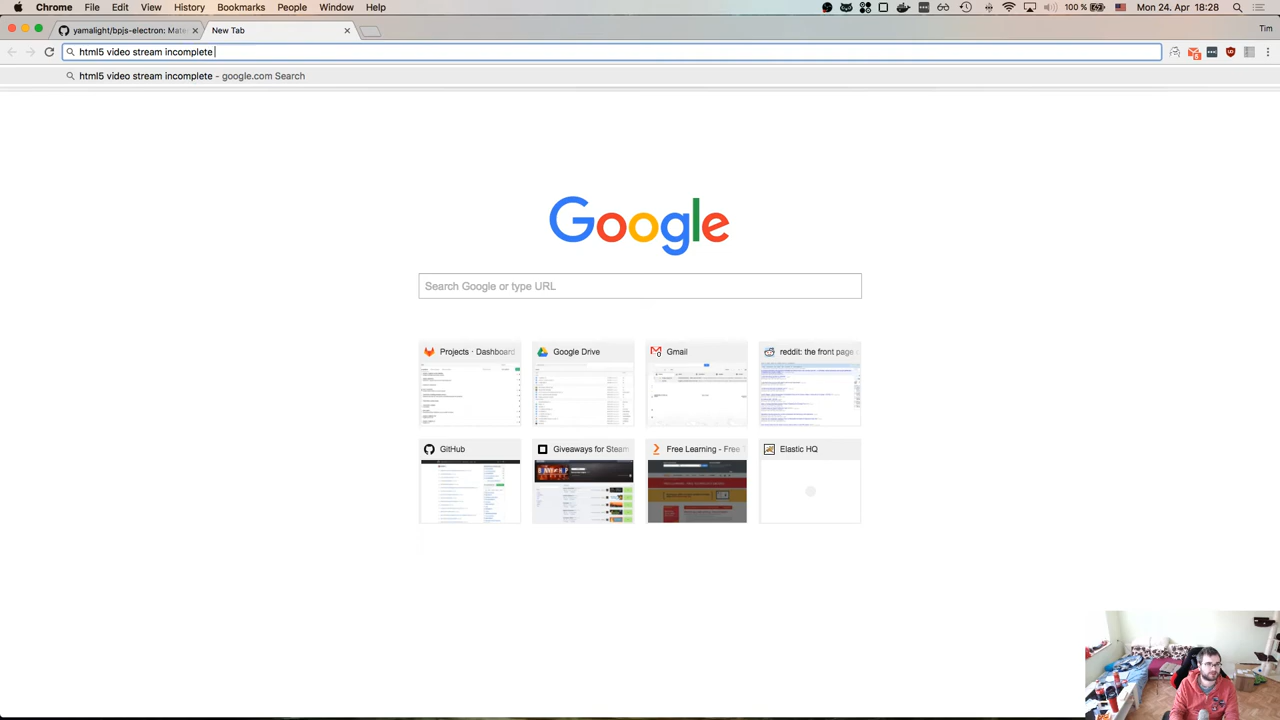 Chrome File Edit View History Bookmarks People Window Help 100 % Mon 24. Apr 18:28
yamalight/bpjs-electron: Mate New Tab Tim
html5 video stream incomplete
html5 video stream incomplete - google.com Search
Google
Search Google or type URL
Projects · Dashboard Google Drive Gmail reddit: the front page
GitHub Giveaways for Steam Free Learning - Free Elastic HQ